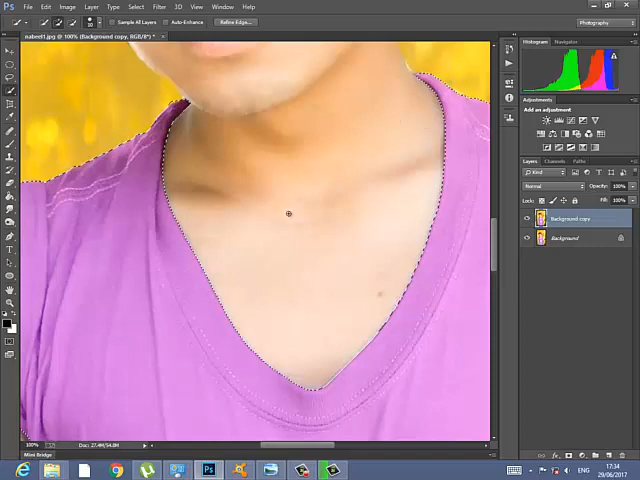 Ps File Edit Image Layer Type Select Filter 3D View Window Help
10 Sample All Layers Auto-Enhance Refine Edge... Photography
nabeel1.jpg @ 100% (Background copy, RGB/8*) * ×
Histogram Navigator
Adjustments
Add an adjustment
Layers Channels Paths
Kind
Normal Opacity: 100%
Lock: Fill: 100%
Background copy
Background
100% Doc: 27.4M/54.8M
Mini Bridge
Ps ENG 17:34
29/06/2017